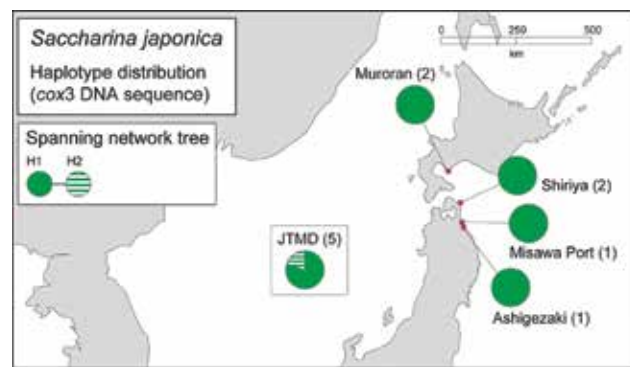 Saccharina japonica
Haplotype distribution
(cox3 DNA sequence)
Spanning network tree
H1 H2
0 250 500
km
Muroran (2)
Shiriya (2)
Misawa Port (1)
Ashigezaki (1)
JTMD (5)